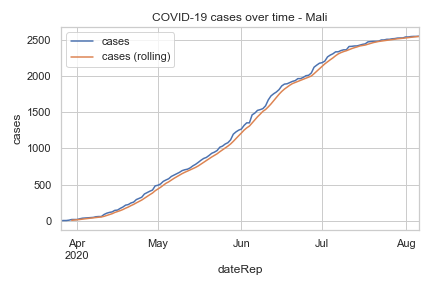 COVID-19 cases over time - Mali
cases
cases (rolling)
2500
2000
1500
1000
500
0
cases
Apr
2020
May
Jun
Jul
Aug
dateRep